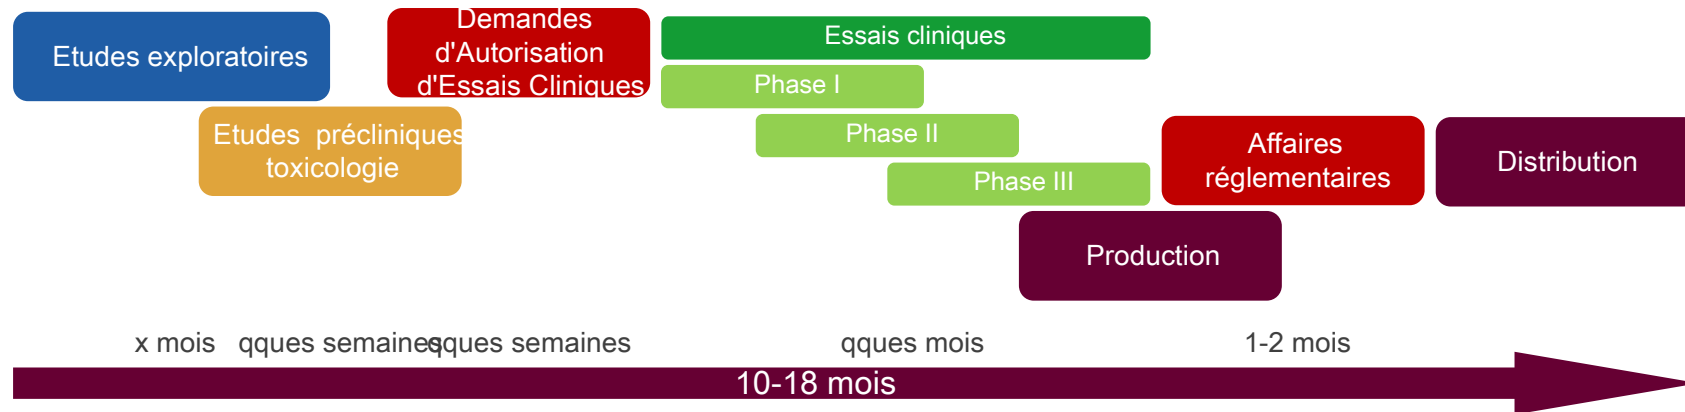 Etudes exploratoires
Demandes
d'Autorisation
d'Essais Cliniques
Essais cliniques
Phase I
Etudes précliniques
toxicologie
Phase II
Phase III
Affaires
réglementaires
Distribution
Production
x mois
qques semaines
qques semaines
qques mois
1-2 mois
10-18 mois